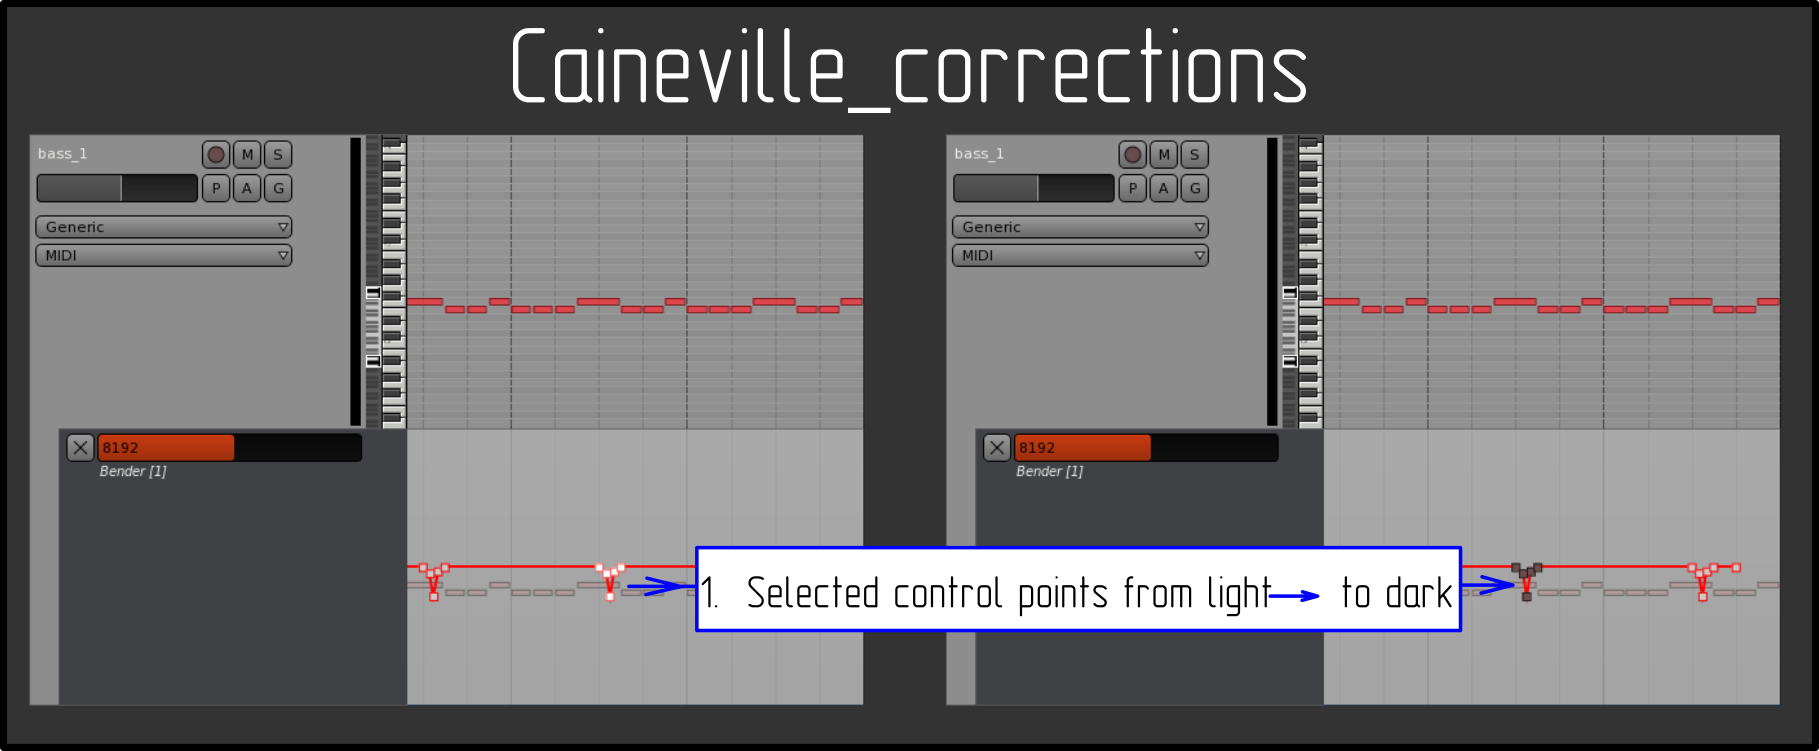 Caineville_corrections
bass_1
M S
P A G
Generic
MIDI
8192
Bender [1]
bass_1
M S
P A G
Generic
MIDI
8192
Bender [1]
1. Selected control points from light → to dark